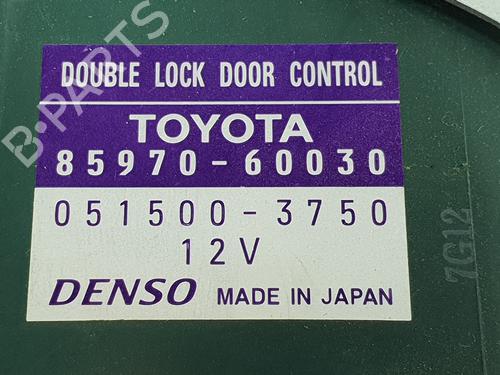 DOUBLE LOCK DOOR CONTROL
TOYOTA
85970-60030
051500-3750
12V
DENSO MADE IN JAPAN
7G12
B-PARTS